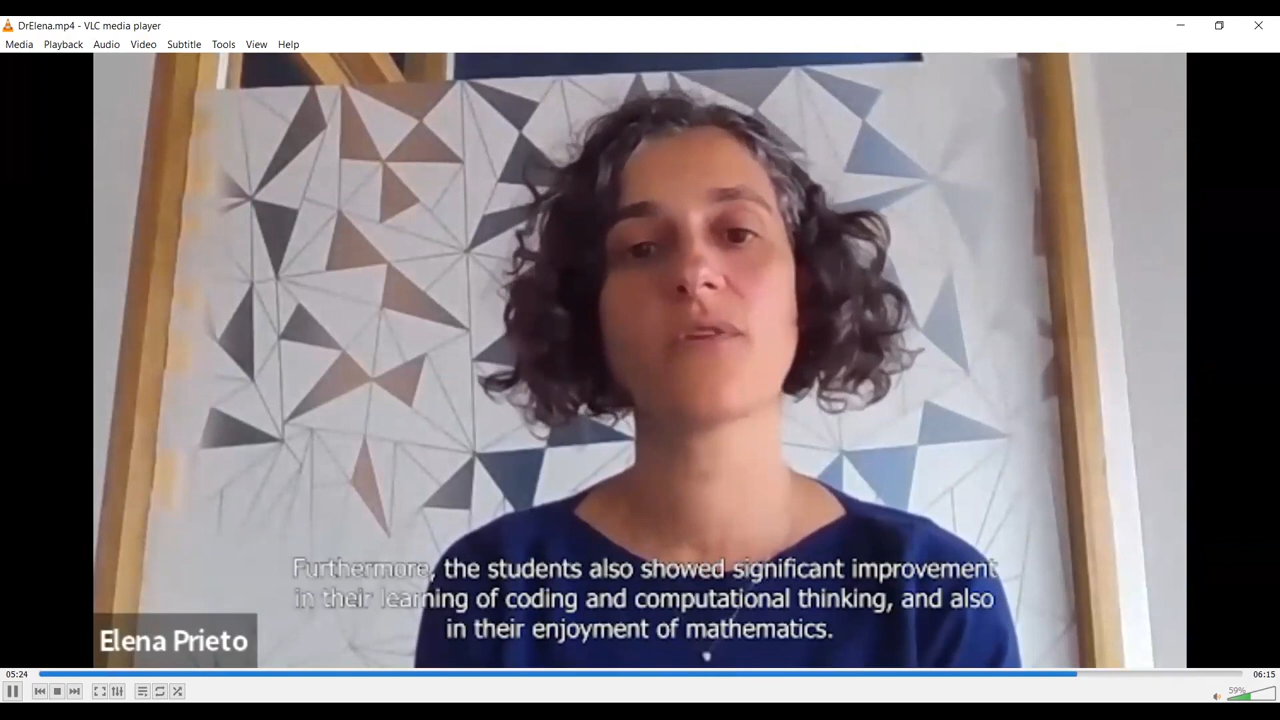 DrElena.mp4 - VLC media player
Media Playback Audio Video Subtitle Tools View Help
Furthermore, the students also showed significant improvement
in their learning of coding and computational thinking, and also
in their enjoyment of mathematics.
Elena Prieto
05:24
06:15
59%